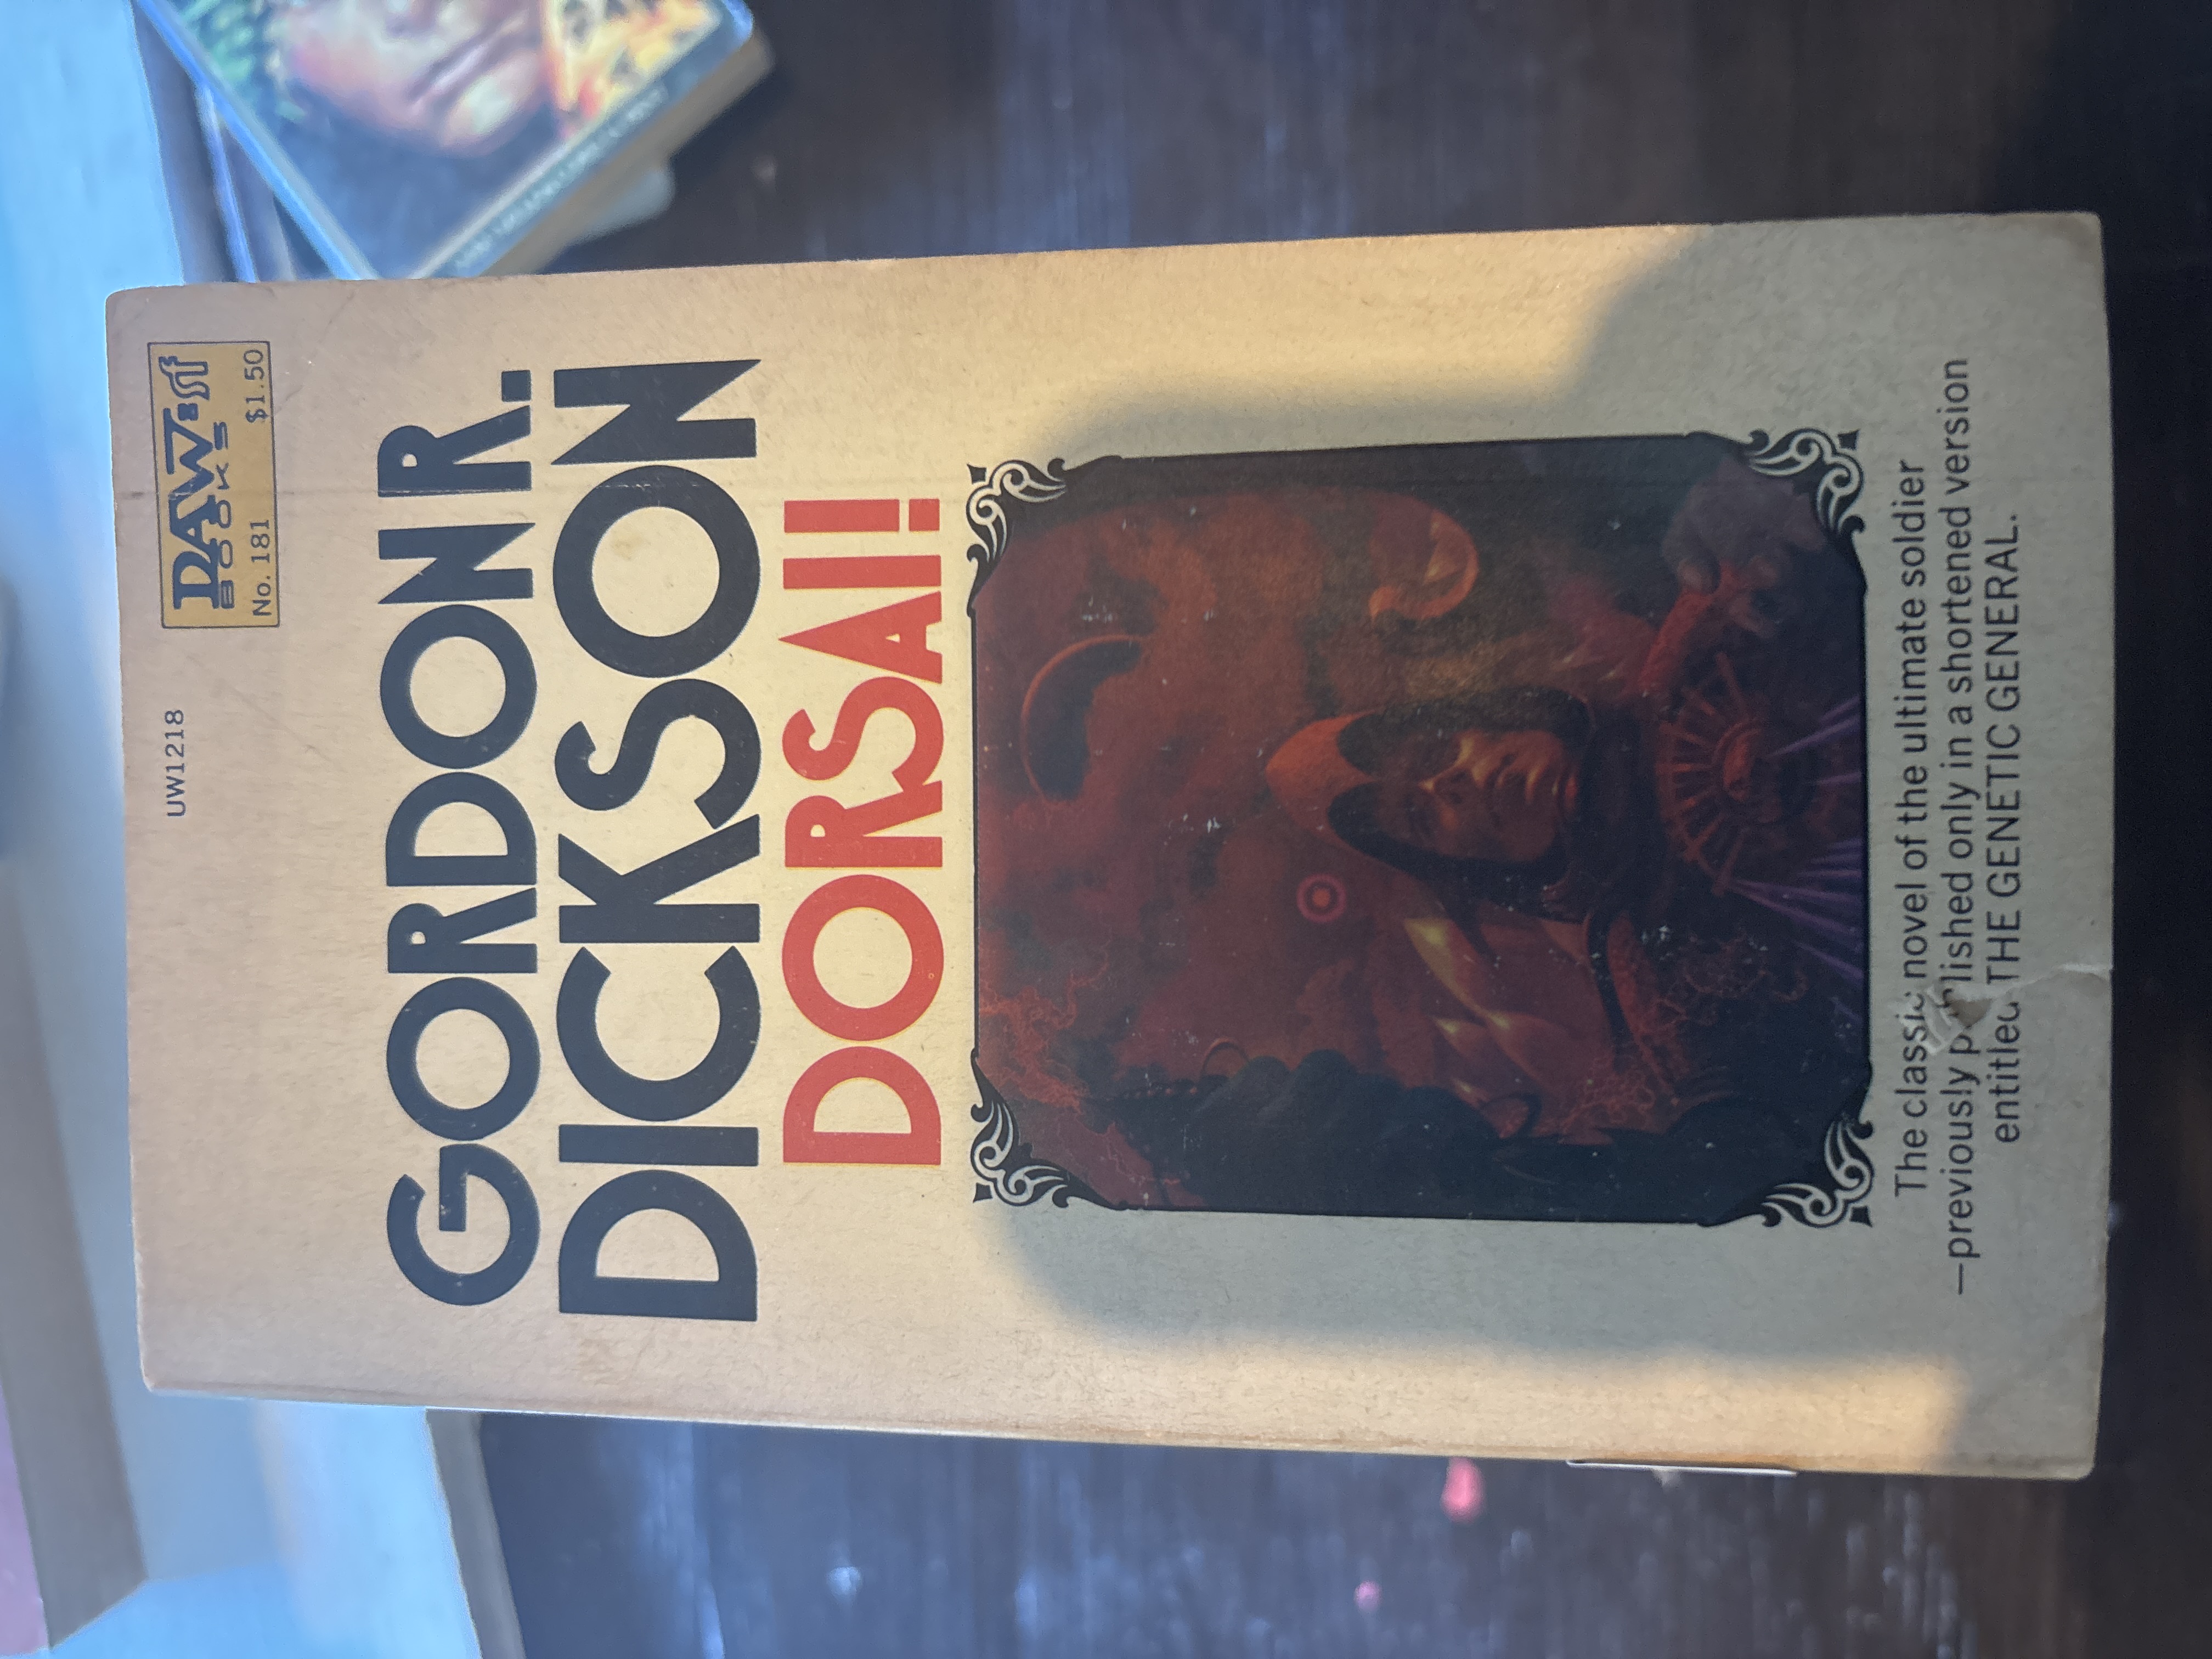 UW1218
DAW sf
BOOKS
No. 181 $1.50
GORDON R.
DICKSON
DORSAI!
The classic novel of the ultimate soldier
—previously published only in a shortened version
entitled THE GENETIC GENERAL.